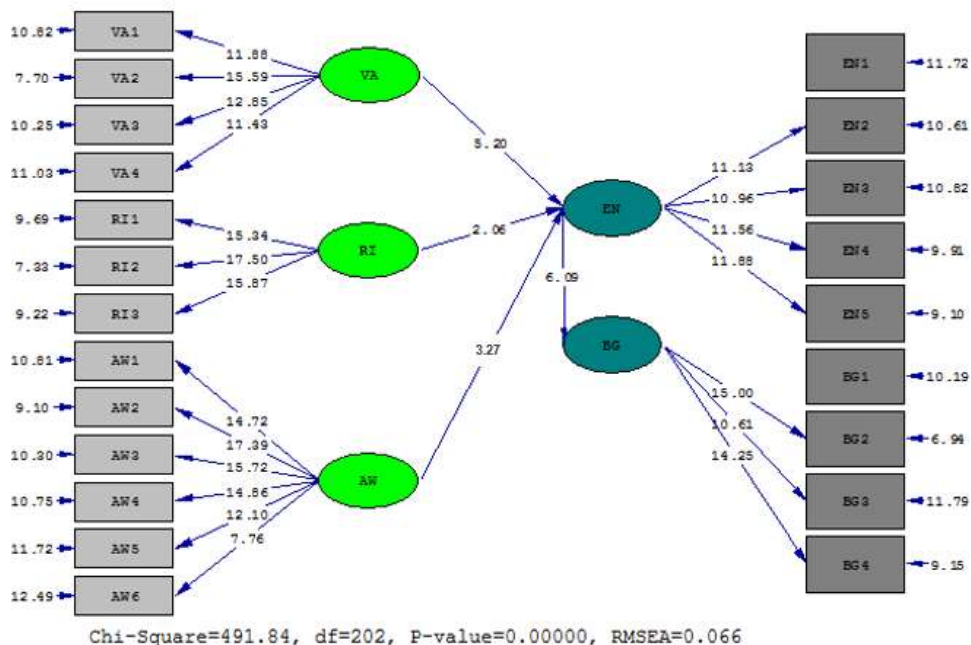 10.82 VA1
7.70 VA2
10.25 VA3
11.03 VA4
9.69 RI1
7.33 RI2
9.22 RI3
10.81 AW1
9.10 AW2
10.30 AW3
10.75 AW4
11.72 AW5
12.49 AW6
11.88
15.59
12.85
11.43
15.34
17.50
15.87
14.72
17.39
15.72
14.86
12.10
7.76
VA
RI
AW
5.20
2.06
3.27
EN
6.09
BG
11.13
10.96
11.56
11.88
15.00
10.61
14.25
EN1 11.72
EN2 10.61
EN3 10.82
EN4 9.91
EN5 9.10
BG1 10.19
BG2 6.94
BG3 11.79
BG4 9.15
Chi-Square=491.84, df=202, P-value=0.00000, RMSEA=0.066